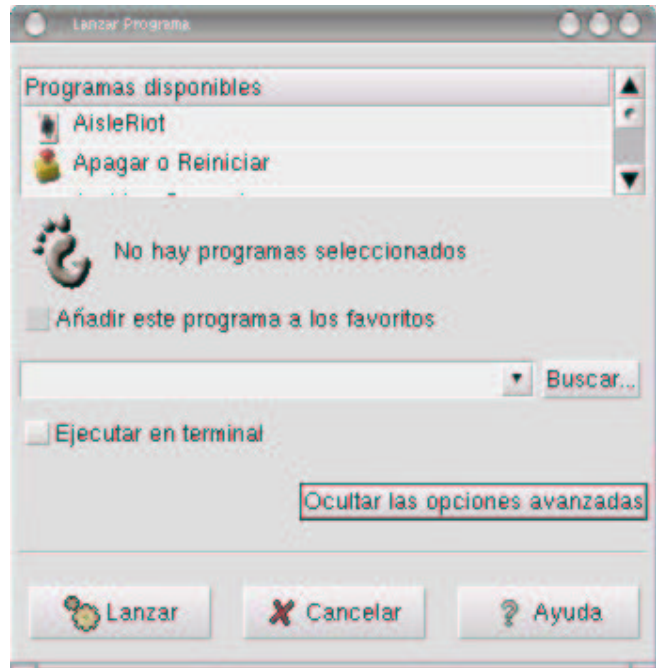 Lanzar Programa
Programas disponibles
AisleRiot
Apagar o Reiniciar
No hay programas seleccionados
Añadir este programa a los favoritos
Buscar...
Ejecutar en terminal
Ocultar las opciones avanzadas
Lanzar
Cancelar
Ayuda